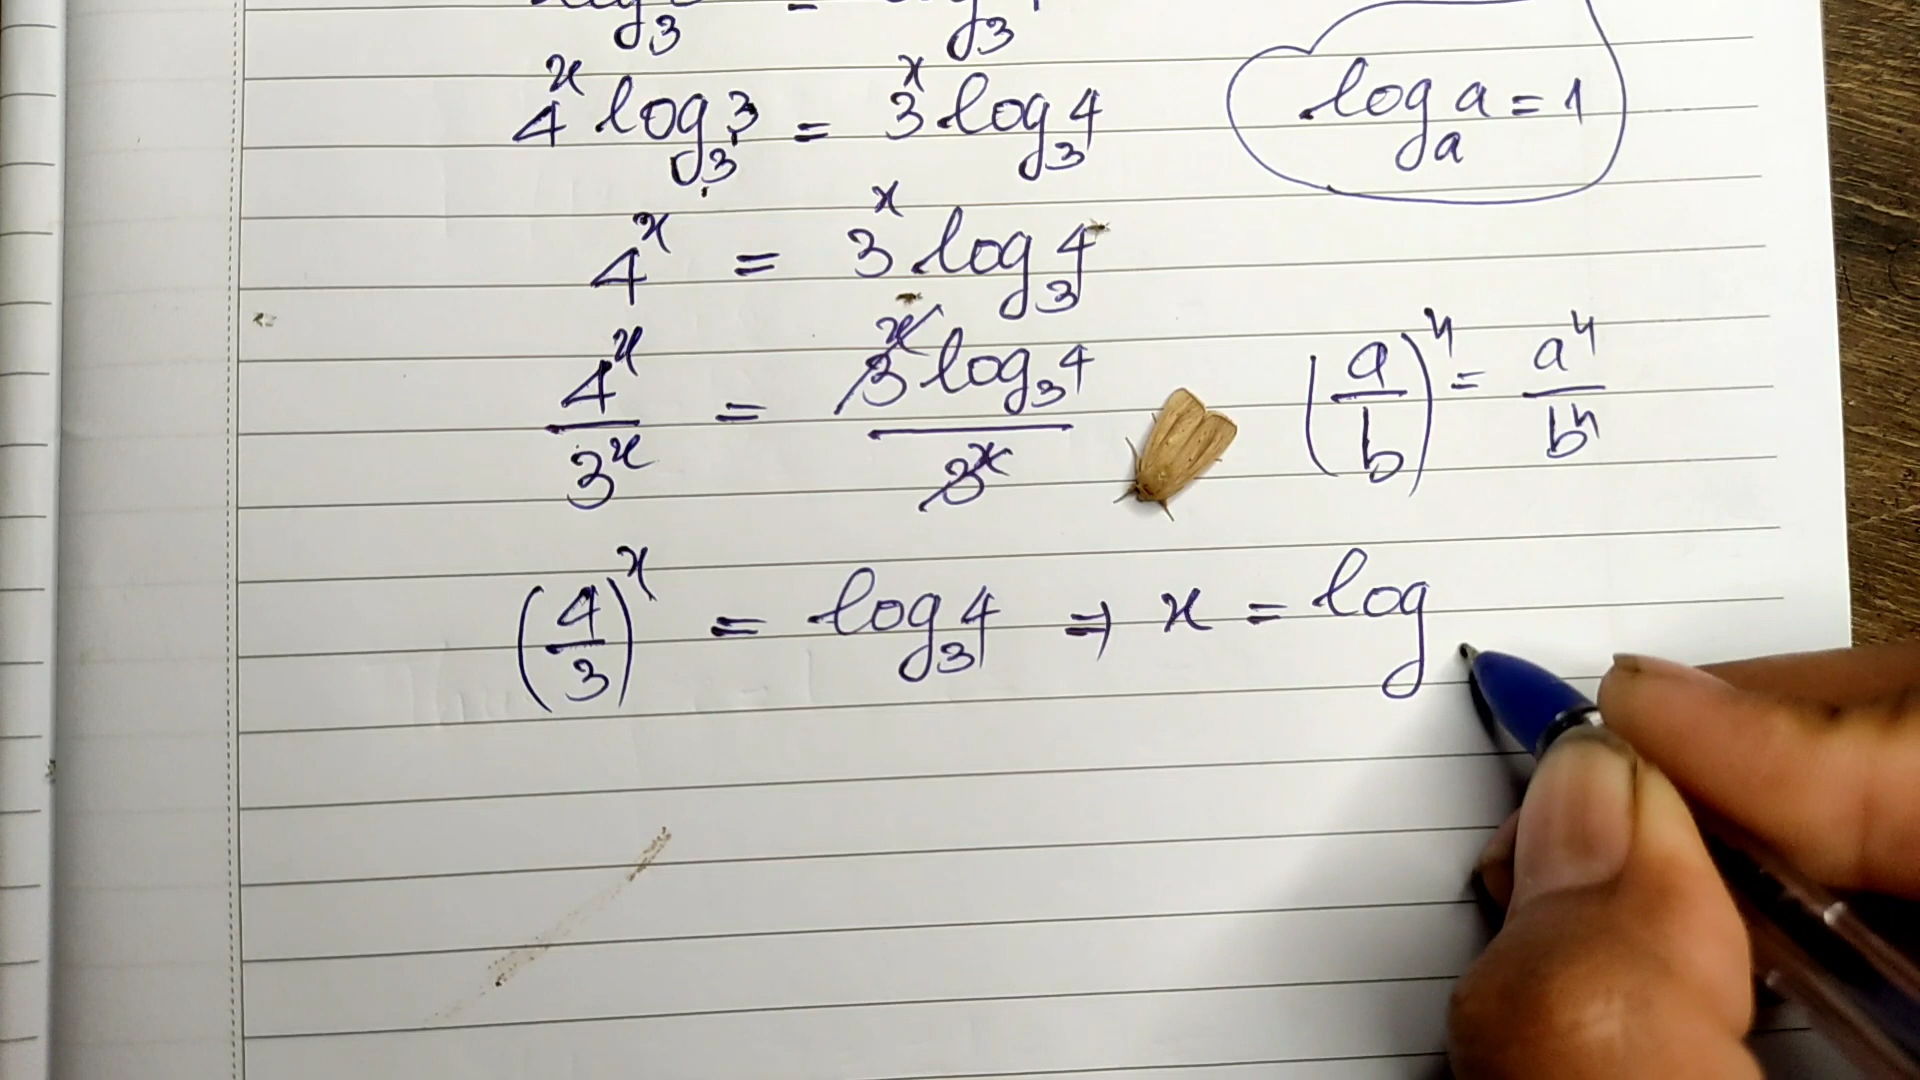 4^x log_3 3 = 3^x log_3 4
log_a a = 1
4^x = 3^x log_3 4
4^x/3^x = 3^x log_3 4/3^x
(a/b)^n = a^n/b^n
(4/3)^x = log_3 4 ⇒ x = log